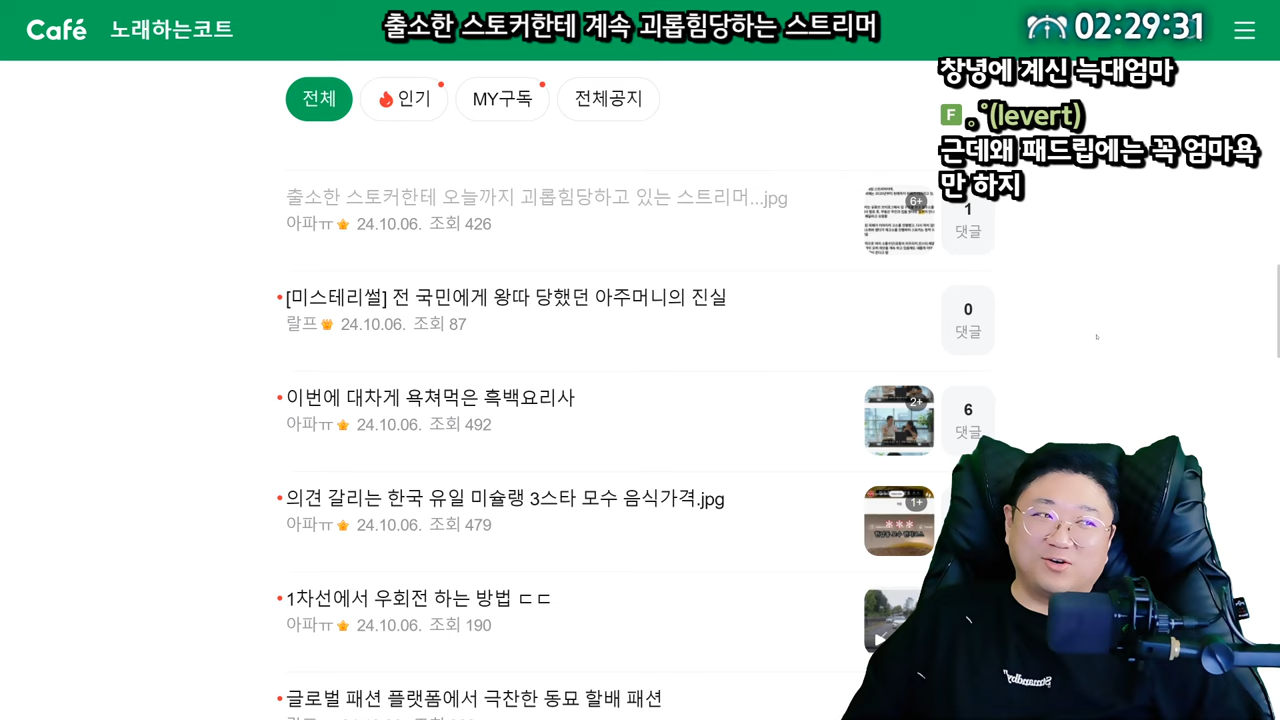 Café 노래하는코트
출소한 스토커한테 계속 괴롭힘당하는 스트리머
02:29:31
창녕에 계신 늑대엄마
F 。˚(levert)
근데왜 패드립에는 꼭 엄마욕
만 하지
전체 인기 MY구독 전체공지
출소한 스토커한테 오늘까지 괴롭힘당하고 있는 스트리머...jpg
아파ㅠ 24.10.06. 조회 426
6+
1
댓글
[미스테리썰] 전 국민에게 왕따 당했던 아주머니의 진실
랄프 24.10.06. 조회 87
0
댓글
이번에 대차게 욕쳐먹은 흑백요리사
아파ㅠ 24.10.06. 조회 492
2+
6
댓글
의견 갈리는 한국 유일 미슐랭 3스타 모수 음식가격.jpg
아파ㅠ 24.10.06. 조회 479
1+
1차선에서 우회전 하는 방법 ㄷㄷ
아파ㅠ 24.10.06. 조회 190
글로벌 패션 플랫폼에서 극찬한 동묘 할배 패션